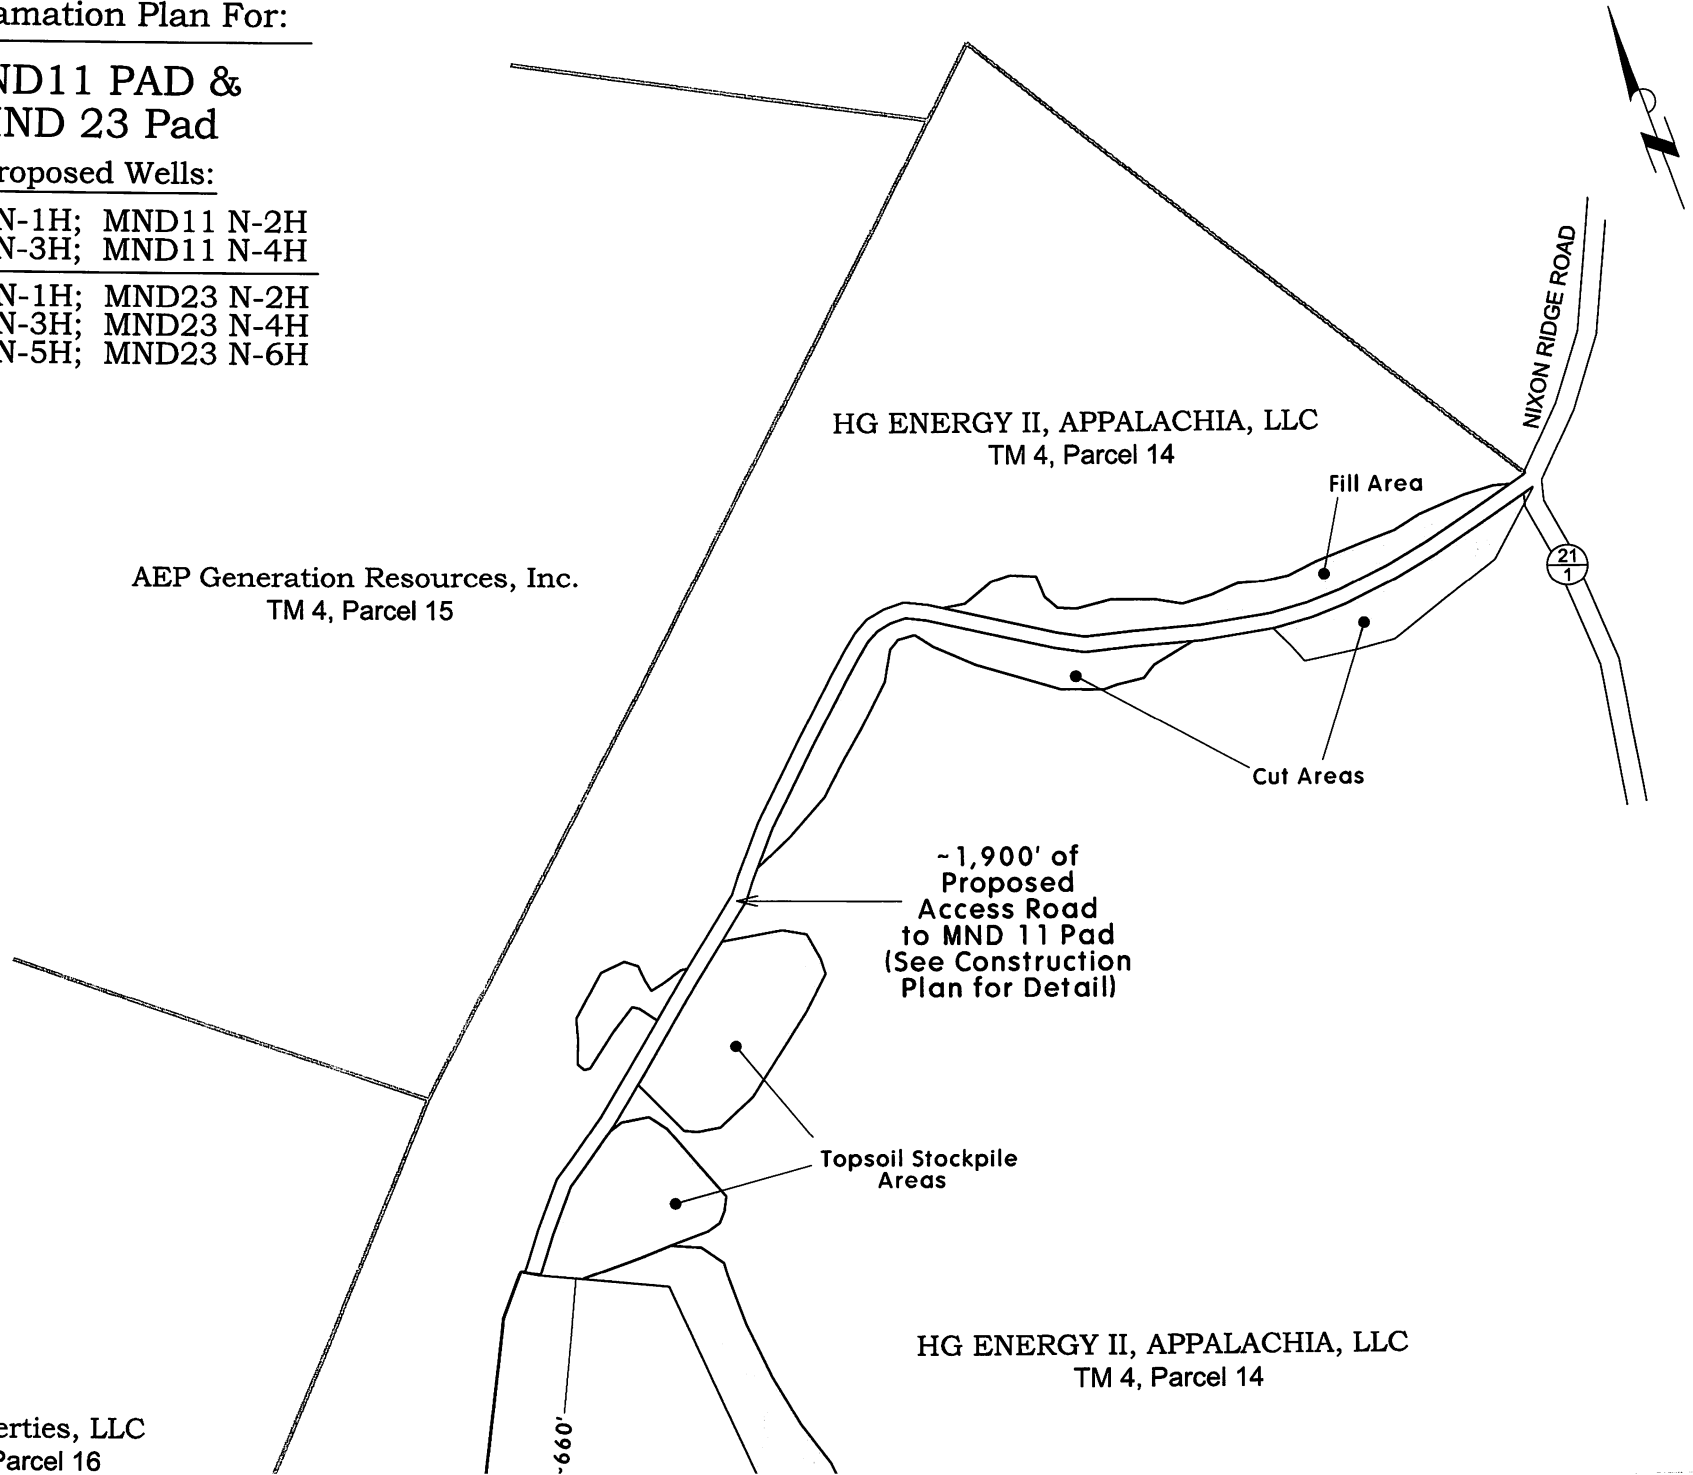 amation Plan For:
ND11 PAD &
ND 23 Pad
roposed Wells:
N-1H; MND11 N-2H
N-3H; MND11 N-4H
N-1H; MND23 N-2H
N-3H; MND23 N-4H
N-5H; MND23 N-6H
N
NIXON RIDGE ROAD
HG ENERGY II, APPALACHIA, LLC
TM 4, Parcel 14
Fill Area
21
1
AEP Generation Resources, Inc.
TM 4, Parcel 15
Cut Areas
~1,900' of
Proposed
Access Road
to MND 11 Pad
(See Construction
Plan for Detail)
Topsoil Stockpile
Areas
HG ENERGY II, APPALACHIA, LLC
TM 4, Parcel 14
~660'
erties, LLC
Parcel 16